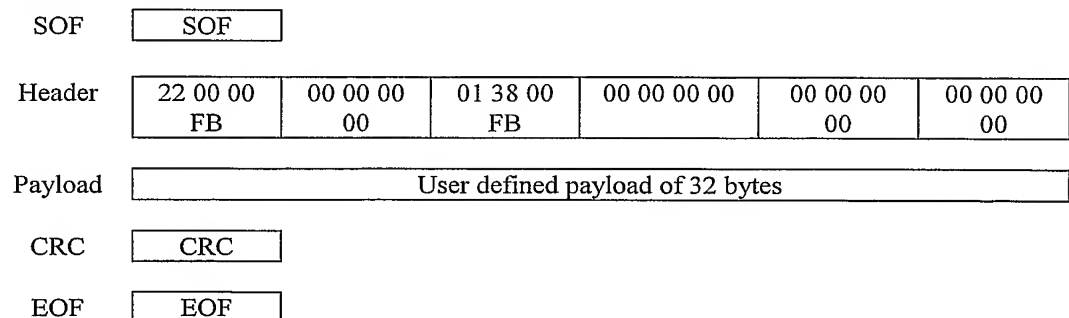 SOF SOF
Header 22 00 00 00 00 00 01 38 00 00 00 00 00 00 00 00 00 00 00
FB 00 FB 00 00
Payload User defined payload of 32 bytes
CRC CRC
EOF EOF